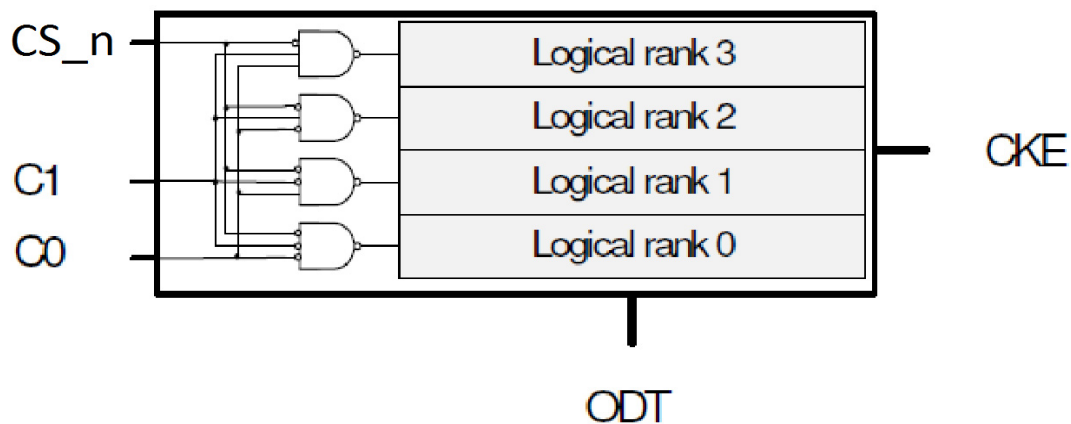 CS_n
Logical rank 3
Logical rank 2
CKE
C1
Logical rank 1
C0
Logical rank 0
ODT